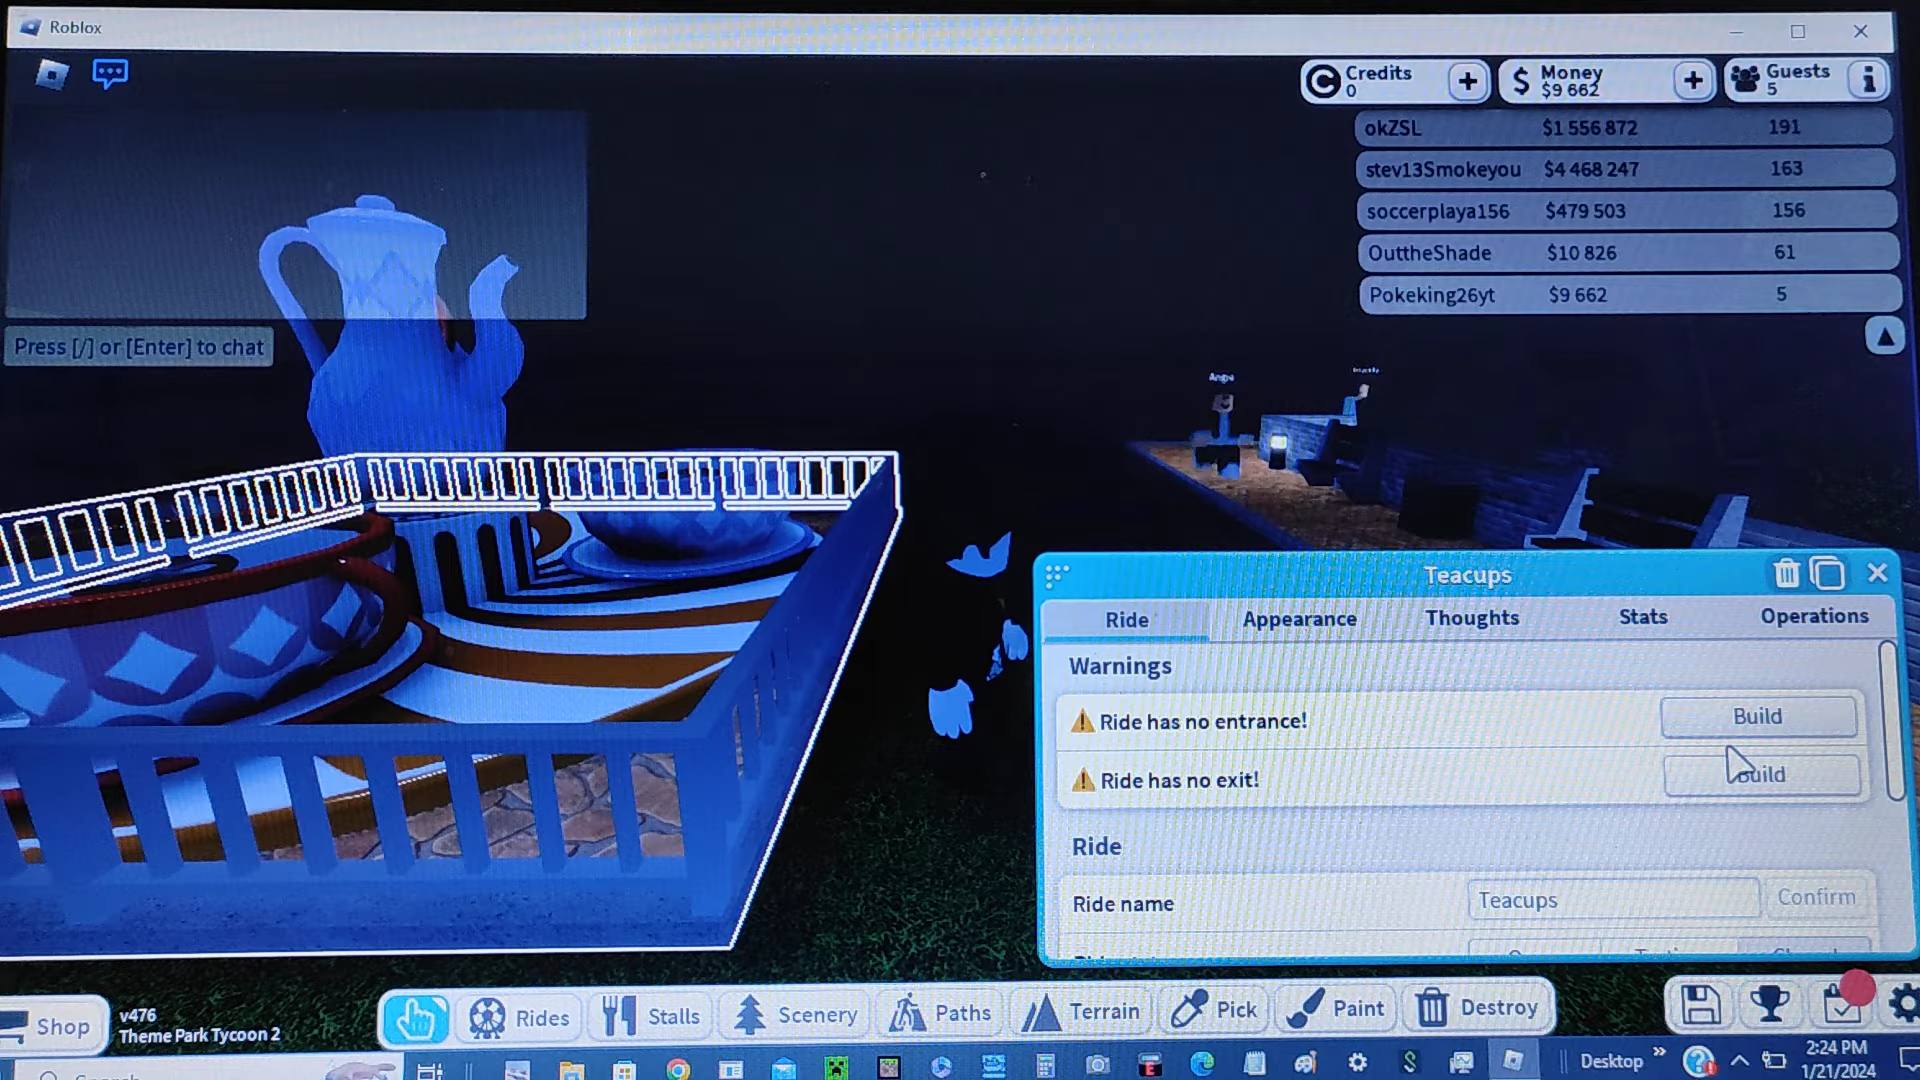 Roblox
Credits
0
Money
$9 662
Guests
5
okZSL $1 556 872 191
stev13Smokeyou $4 468 247 163
soccerplaya156 $479 503 156
OuttheShade $10 826 61
Pokeking26yt $9 662 5
Press [/] or [Enter] to chat
Angie
Teacups
Ride Appearance Thoughts Stats Operations
Warnings
Ride has no entrance! Build
Ride has no exit! Build
Ride
Ride name Teacups Confirm
Shop
v476
Theme Park Tycoon 2
Rides Stalls Scenery Paths Terrain Pick Paint Destroy
Desktop
2:24 PM
1/21/2024